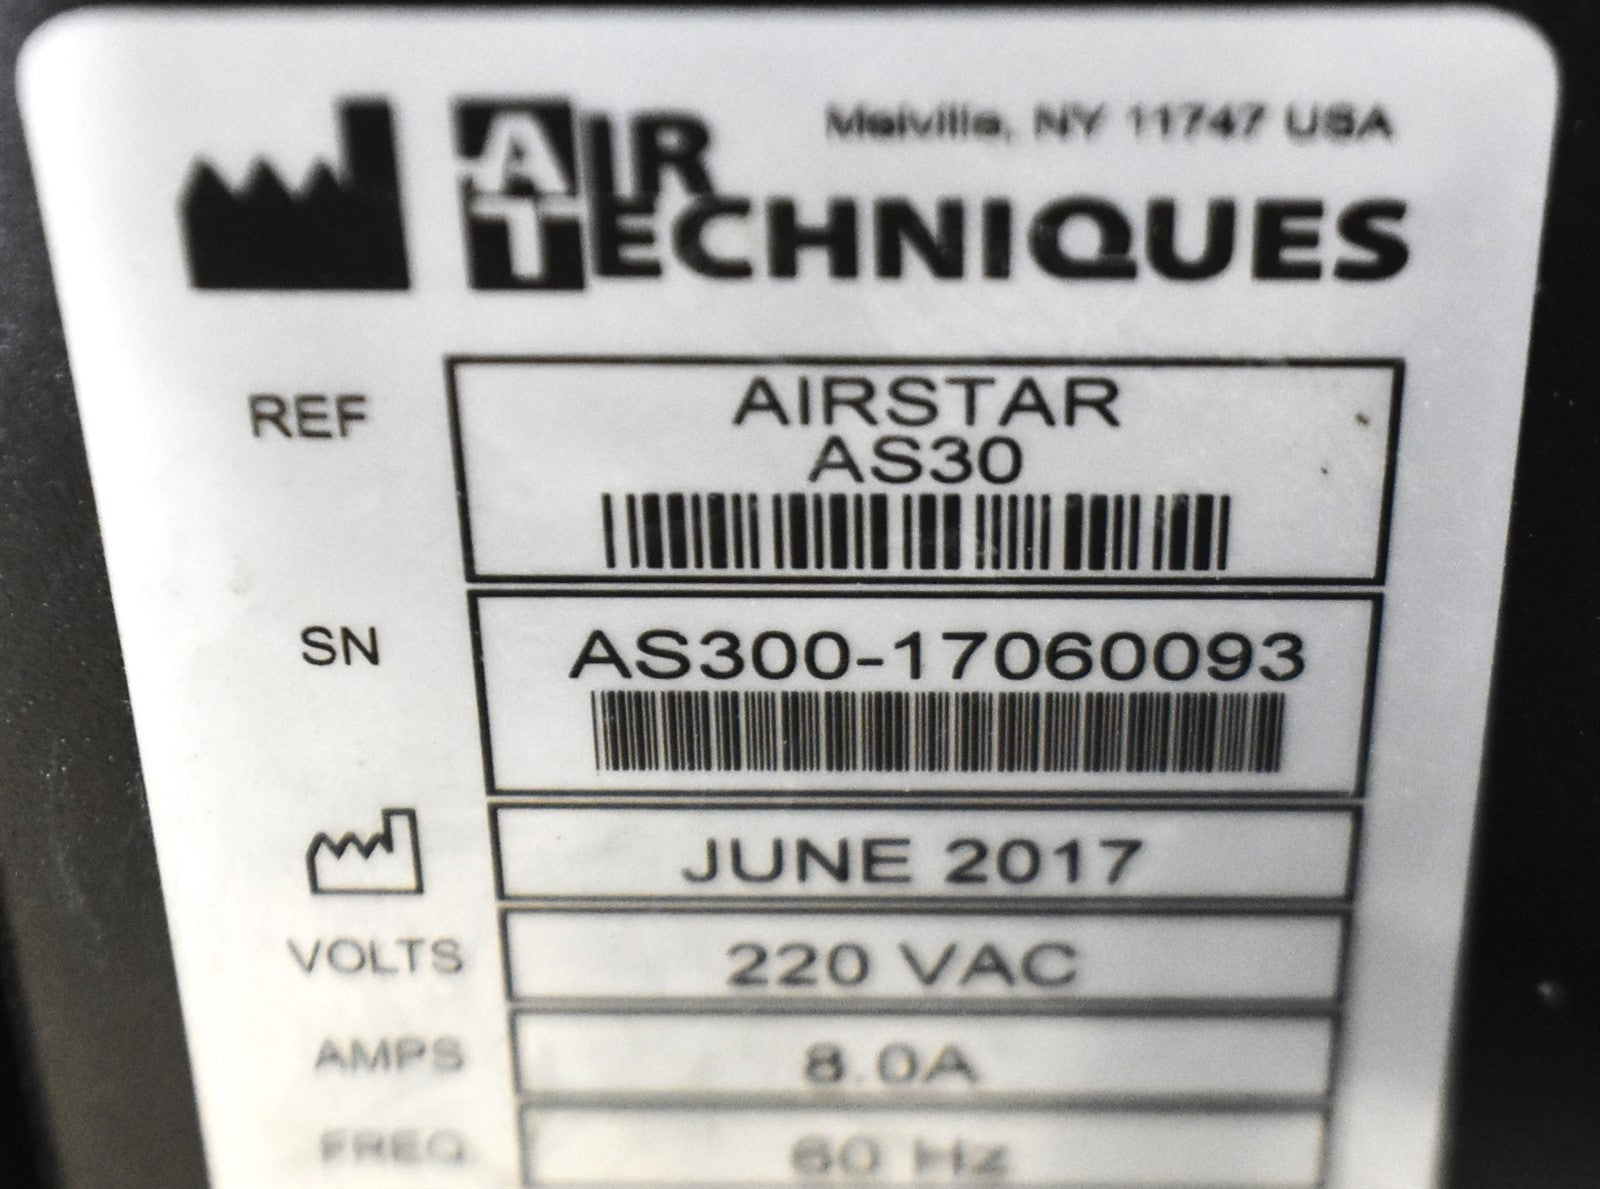 Melville, NY 11747 USA
AIR
TECHNIQUES
REF
AIRSTAR
AS30
SN
AS300-17060093
JUNE 2017
VOLTS
220 VAC
AMPS
8.0A
FREQ
60 Hz